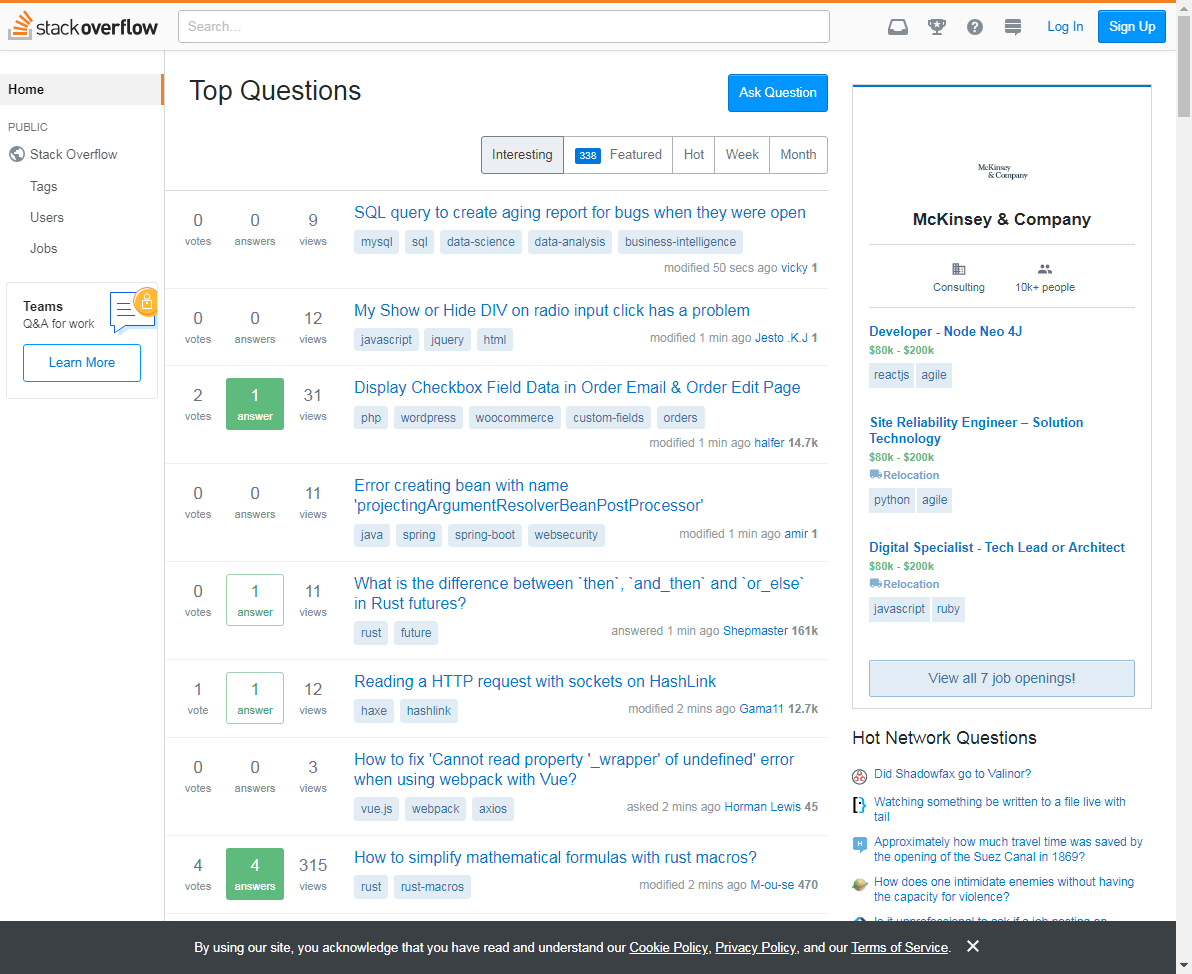 stackoverflow
Search...
Log In
Sign Up
Home
PUBLIC
Stack Overflow
Tags
Users
Jobs
Teams
Q&A for work
Learn More
Top Questions
Ask Question
Interesting
338 Featured
Hot
Week
Month
0 votes
0 answers
9 views
SQL query to create aging report for bugs when they were open
mysql sql data-science data-analysis business-intelligence
modified 50 secs ago vicky 1
0 votes
0 answers
12 views
My Show or Hide DIV on radio input click has a problem
javascript jquery html
modified 1 min ago Jesto .K.J 1
2 votes
1 answer
31 views
Display Checkbox Field Data in Order Email & Order Edit Page
php wordpress woocommerce custom-fields orders
modified 1 min ago halfer 14.7k
0 votes
0 answers
11 views
Error creating bean with name
'projectingArgumentResolverBeanPostProcessor'
java spring spring-boot websecurity
modified 1 min ago amir 1
0 votes
1 answer
11 views
What is the difference between `then`, `and_then` and `or_else`
in Rust futures?
rust future
answered 1 min ago Shepmaster 161k
1 vote
1 answer
12 views
Reading a HTTP request with sockets on HashLink
haxe hashlink
modified 2 mins ago Gama11 12.7k
0 votes
0 answers
3 views
How to fix 'Cannot read property '_wrapper' of undefined' error
when using webpack with Vue?
vue.js webpack axios
asked 2 mins ago Horman Lewis 45
4 votes
4 answers
315 views
How to simplify mathematical formulas with rust macros?
rust rust-macros
modified 2 mins ago M-ou-se 470
McKinsey
& Company
McKinsey & Company
Consulting
10k+ people
Developer - Node Neo 4J
$80k - $200k
reactjs agile
Site Reliability Engineer – Solution
Technology
$80k - $200k
Relocation
python agile
Digital Specialist - Tech Lead or Architect
$80k - $200k
Relocation
javascript ruby
View all 7 job openings!
Hot Network Questions
Did Shadowfax go to Valinor?
Watching something be written to a file live with
tail
Approximately how much travel time was saved by
the opening of the Suez Canal in 1869?
How does one intimidate enemies without having
the capacity for violence?
Is it unprofessional to ask if a job posting on
By using our site, you acknowledge that you have read and understand our Cookie Policy, Privacy Policy, and our Terms of Service.